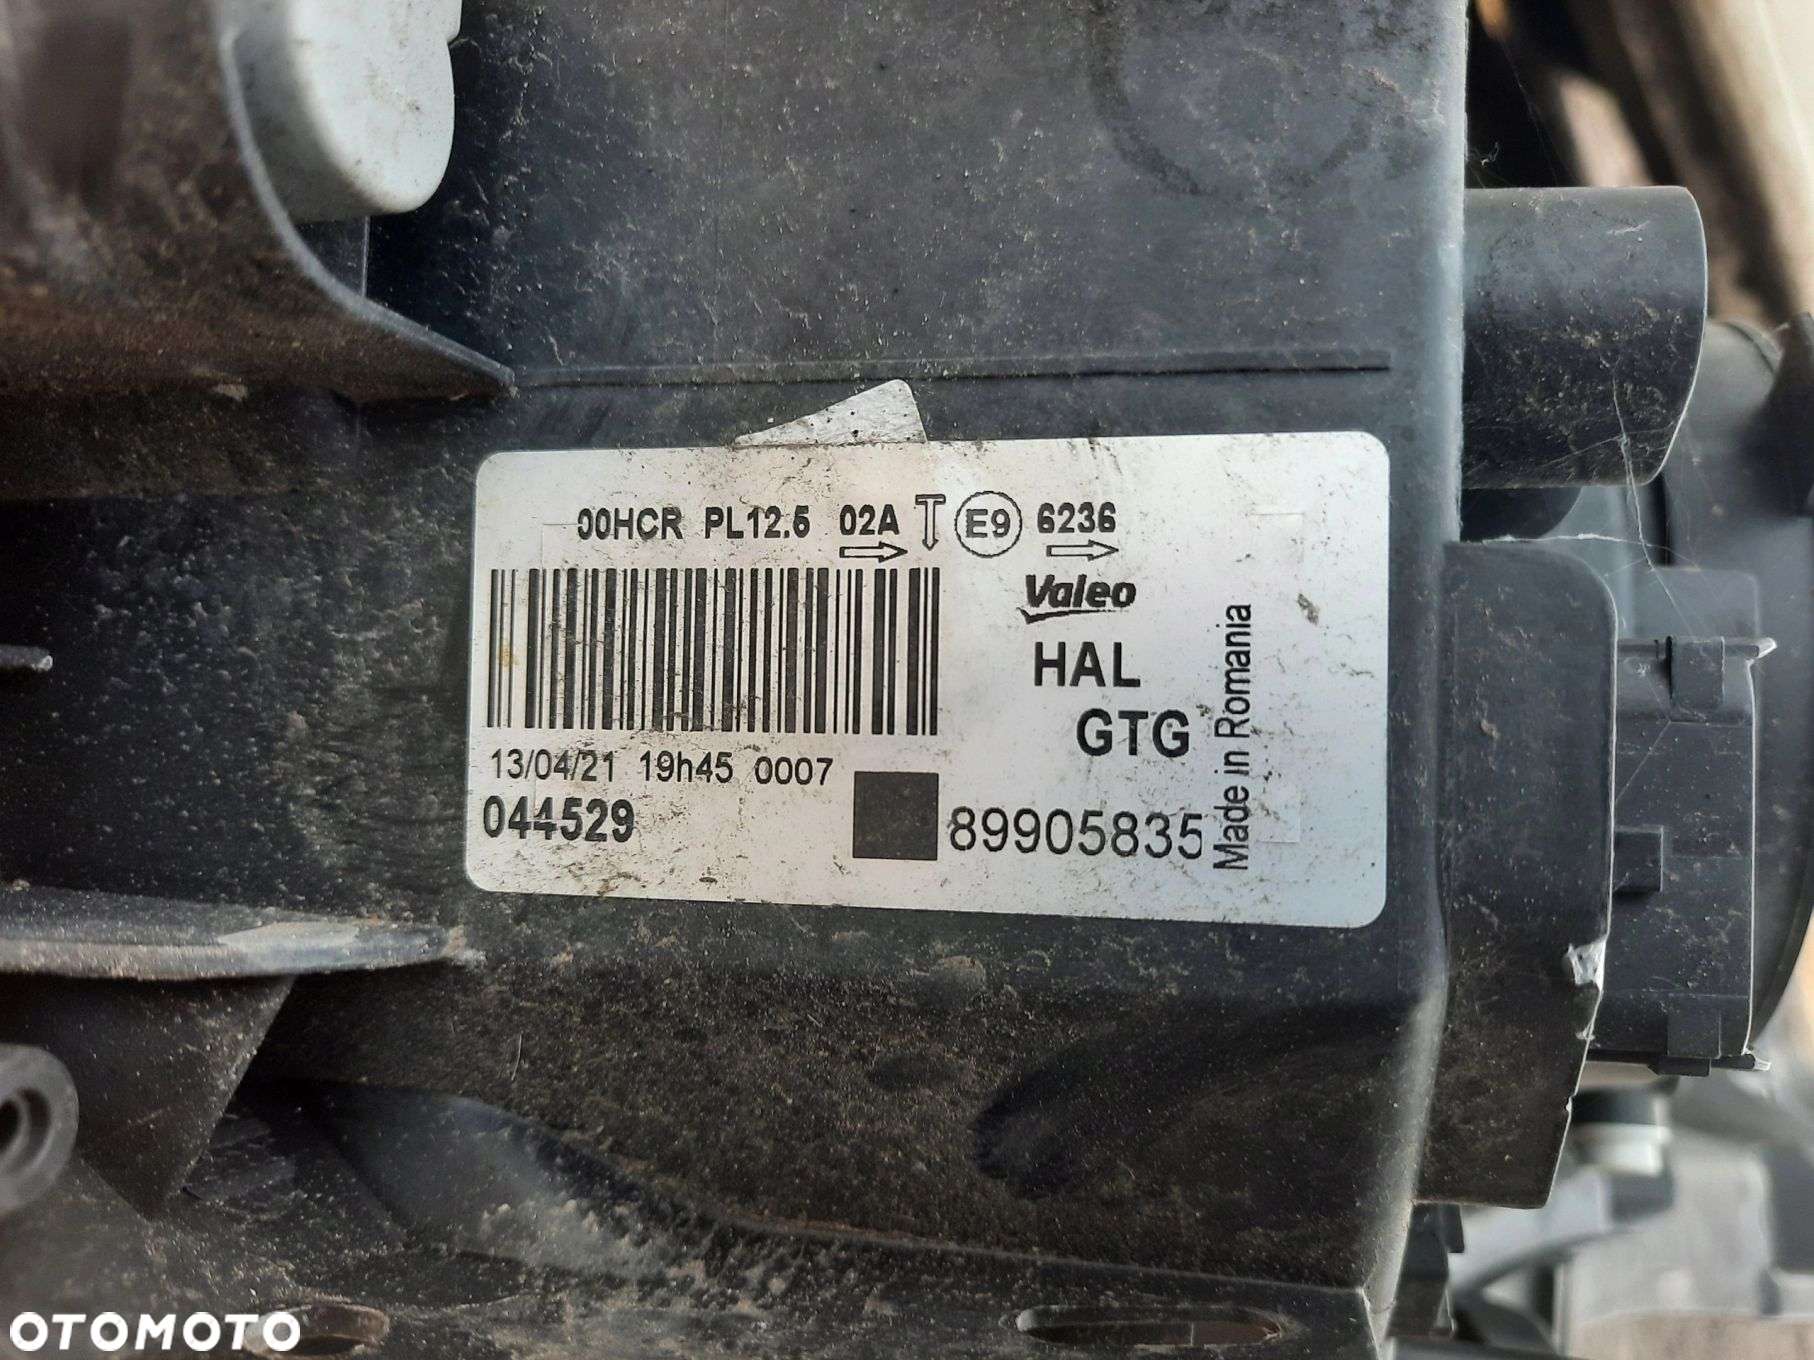 00HCR PL12.5 02A T E9 6236
Valeo
HAL
GTG
Made in Romania
13/04/21 19h45 0007
044529
89905835
OTOMOTO